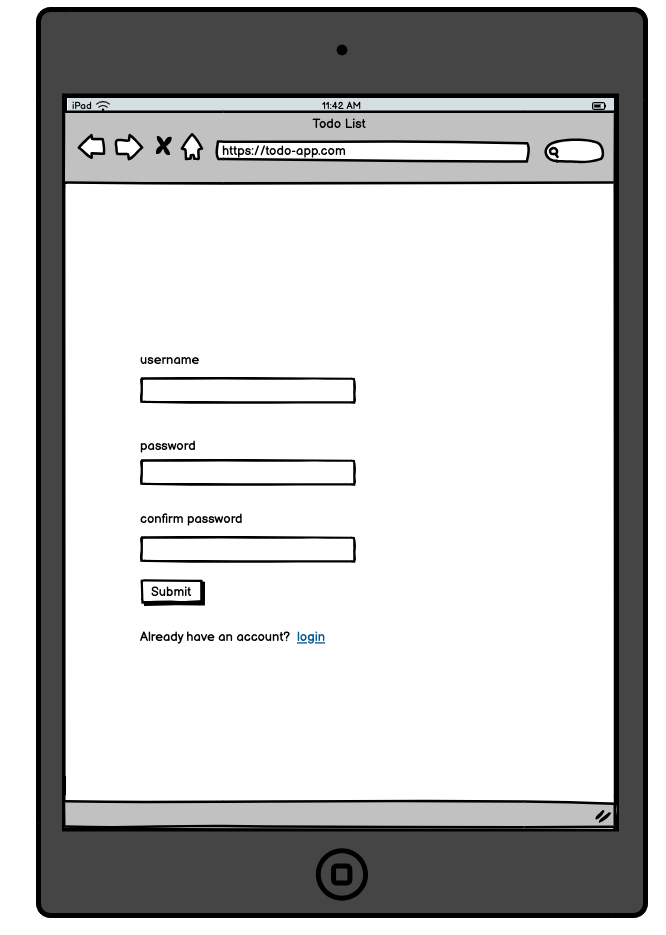 iPad
11:42 AM
Todo List
https://todo-app.com
username
password
confirm password
Submit
Already have an account? login